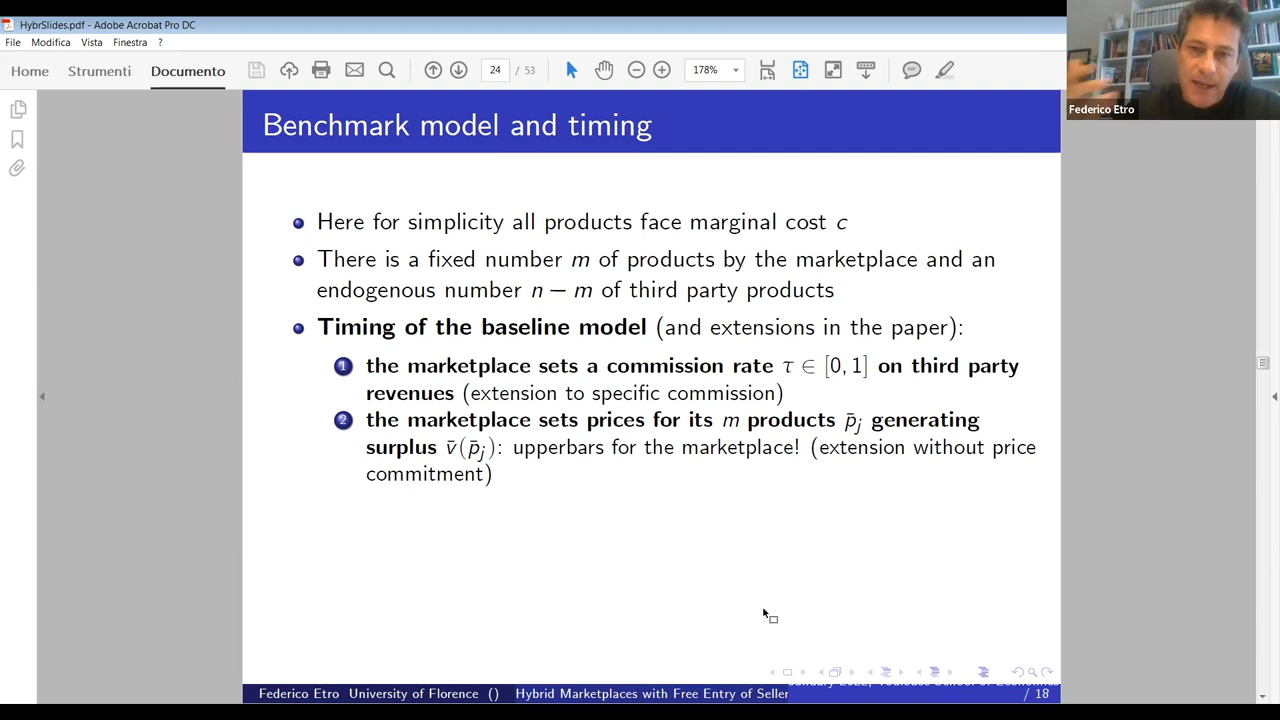 HybrSlides.pdf - Adobe Acrobat Pro DC
File Modifica Vista Finestra ?
Home Strumenti Documento
24 / 53
178%
Federico Etro
Benchmark model and timing
Here for simplicity all products face marginal cost c
There is a fixed number m of products by the marketplace and an
endogenous number n − m of third party products
Timing of the baseline model (and extensions in the paper):
1 the marketplace sets a commission rate τ ∈ [0, 1] on third party
revenues (extension to specific commission)
2 the marketplace sets prices for its m products p̄j generating
surplus v̄(p̄j): upperbars for the marketplace! (extension without price
commitment)
Federico Etro University of Florence () Hybrid Marketplaces with Free Entry of Seller
/ 18